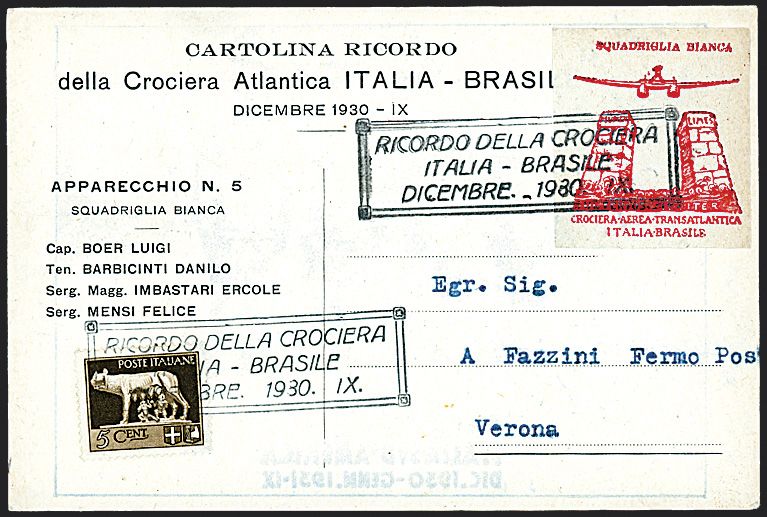 CARTOLINA RICORDO
della Crociera Atlantica ITALIA - BRASIL
DICEMBRE 1930 - IX
SQUADRIGLIA BIANCA
LIMES
CROCIERA·AEREA·TRANSATLANTICA
ITALIA·BRASILE
RICORDO DELLA CROCIERA
ITALIA - BRASILE
DICEMBRE. - 1930. IX.
APPARECCHIO N. 5
SQUADRIGLIA BIANCA
Cap. BOER LUIGI
Ten. BARBICINTI DANILO
Serg. Magg. IMBASTARI ERCOLE
Serg. MENSI FELICE
Egr. Sig.
A Fazzini Fermo Pos
Verona
RICORDO DELLA CROCIERA
IA - BRASILE
BRE. 1930. IX.
POSTE ITALIANE
5 CENT
DIC.1930-GENN.1931-IX